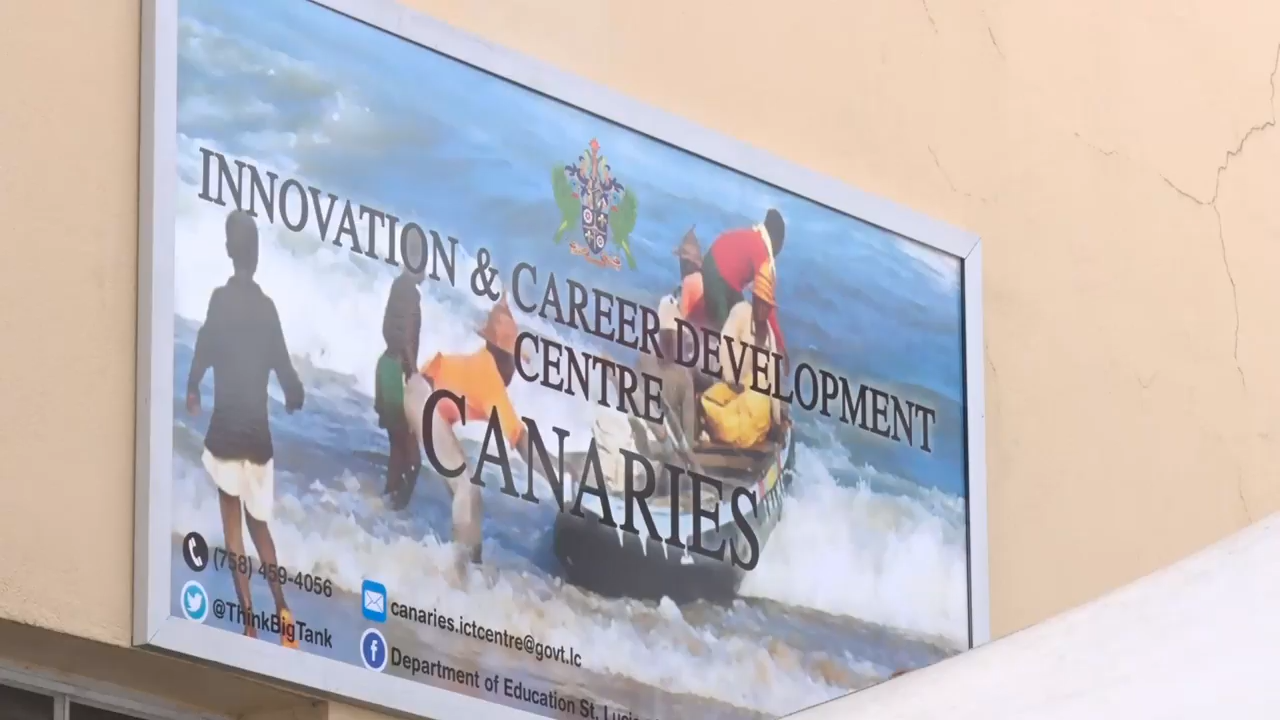 INNOVATION & CAREER DEVELOPMENT
CENTRE
CANARIES
(758) 459-4056
@ThinkBigTank
canaries.ictcentre@govt.lc
Department of Education St. Lucia